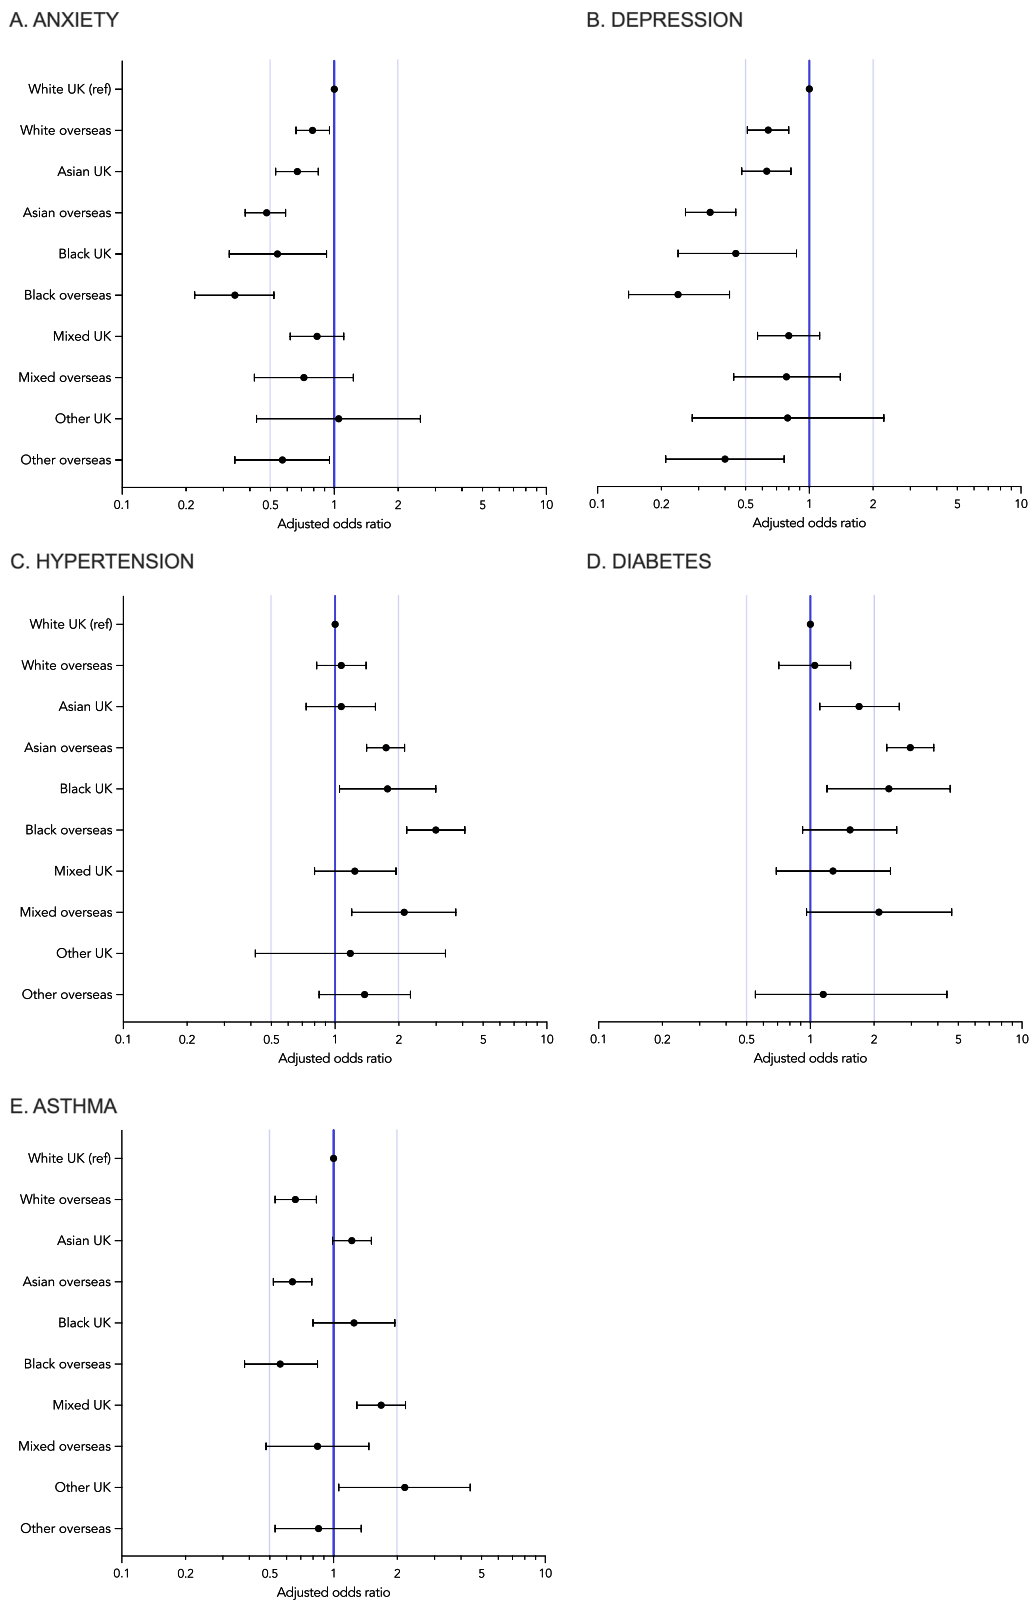 A. ANXIETY
White UK (ref)
White overseas
Asian UK
Asian overseas
Black UK
Black overseas
Mixed UK
Mixed overseas
Other UK
Other overseas
0.1 0.2 0.5 1 2 5 10
Adjusted odds ratio
B. DEPRESSION
0.1 0.2 0.5 1 2 5 10
Adjusted odds ratio
C. HYPERTENSION
White UK (ref)
White overseas
Asian UK
Asian overseas
Black UK
Black overseas
Mixed UK
Mixed overseas
Other UK
Other overseas
0.1 0.2 0.5 1 2 5 10
Adjusted odds ratio
D. DIABETES
0.1 0.2 0.5 1 2 5 10
Adjusted odds ratio
E. ASTHMA
White UK (ref)
White overseas
Asian UK
Asian overseas
Black UK
Black overseas
Mixed UK
Mixed overseas
Other UK
Other overseas
0.1 0.2 0.5 1 2 5 10
Adjusted odds ratio